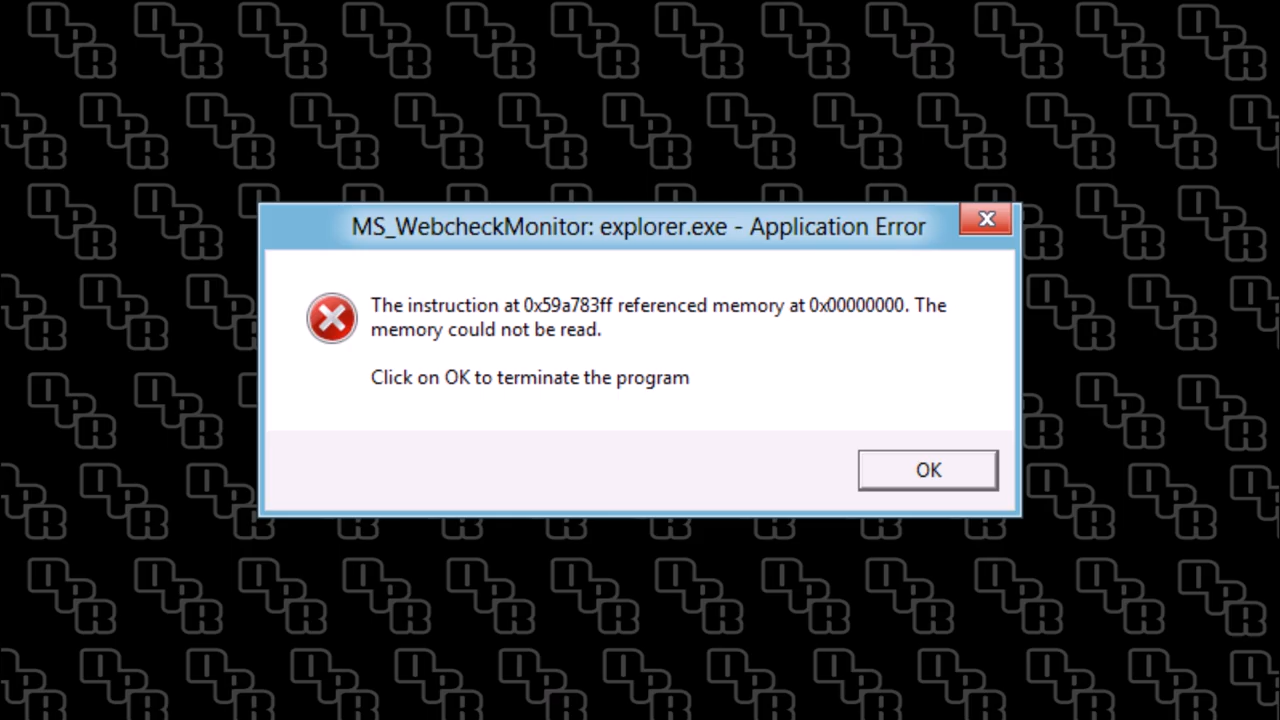 MS_WebcheckMonitor: explorer.exe - Application Error
The instruction at 0x59a783ff referenced memory at 0x00000000. The
memory could not be read.
Click on OK to terminate the program
OK